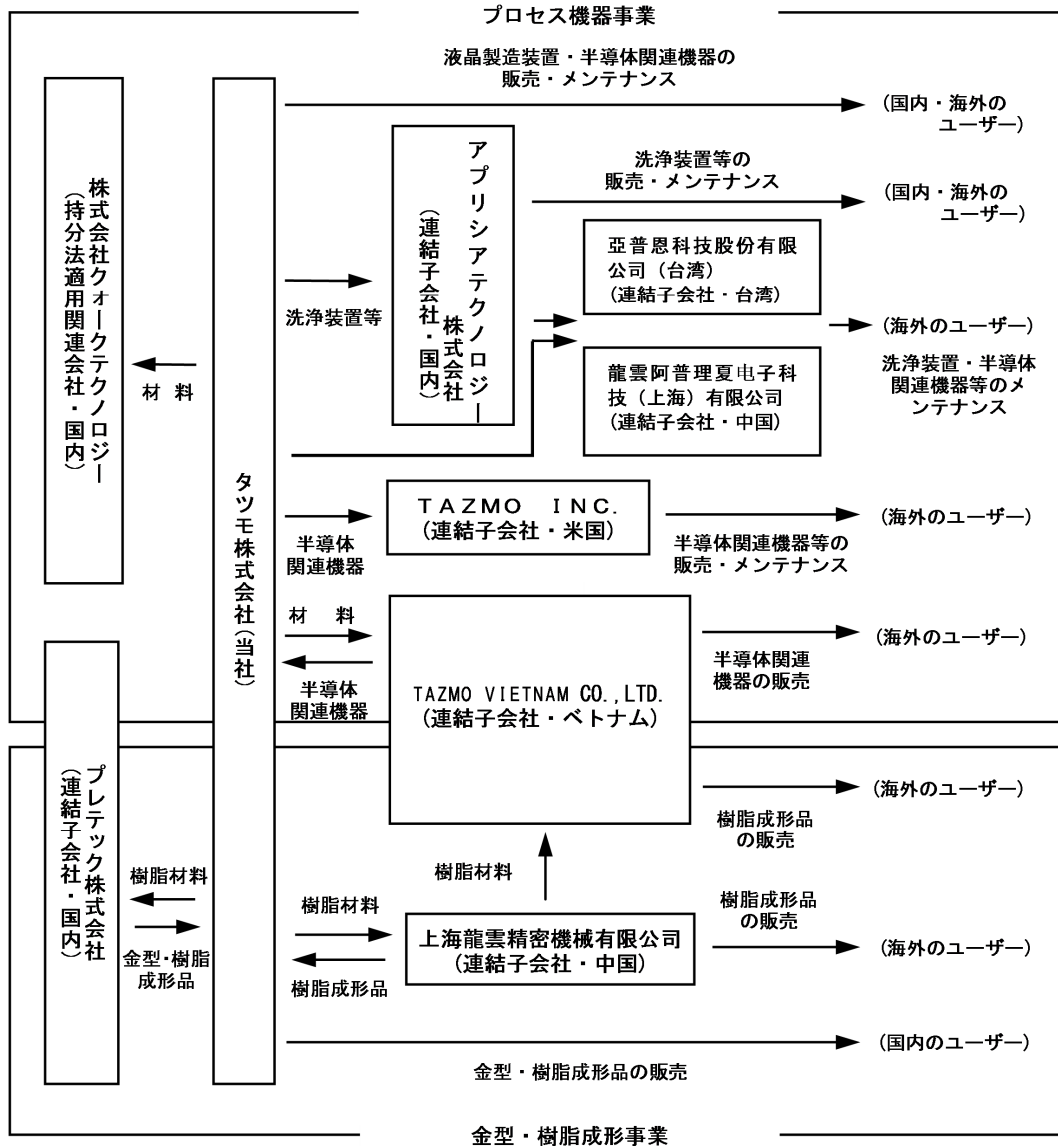 プロセス機器事業
液晶製造装置・半導体関連機器の
販売・メンテナンス
(国内・海外の
ユーザー)
株式会社クォークテクノロジー
(持分法適用関連会社・国内)
材 料
タツモ株式会社(当社)
洗浄装置等
アプリシアテクノロジー
株式会社
(連結子会社・国内)
洗浄装置等の
販売・メンテナンス
(国内・海外の
ユーザー)
亞普恩科技股份有限
公司(台湾)
(連結子会社・台湾)
龍雲阿普理夏电子科
技(上海)有限公司
(連結子会社・中国)
(海外のユーザー)
洗浄装置・半導体
関連機器等のメ
ンテナンス
半導体
関連機器
TAZMO INC.
(連結子会社・米国)
半導体関連機器等の
販売・メンテナンス
(海外のユーザー)
材 料
半導体
関連機器
TAZMO VIETNAM CO.,LTD.
(連結子会社・ベトナム)
半導体関連
機器の販売
(海外のユーザー)
樹脂成形品
の販売
(海外のユーザー)
プレテック株式会社
(連結子会社・国内)
樹脂材料
金型・樹脂
成形品
樹脂材料
樹脂成形品
樹脂材料
上海龍雲精密機械有限公司
(連結子会社・中国)
樹脂成形品
の販売
(海外のユーザー)
金型・樹脂成形品の販売
(国内のユーザー)
金型・樹脂成形事業